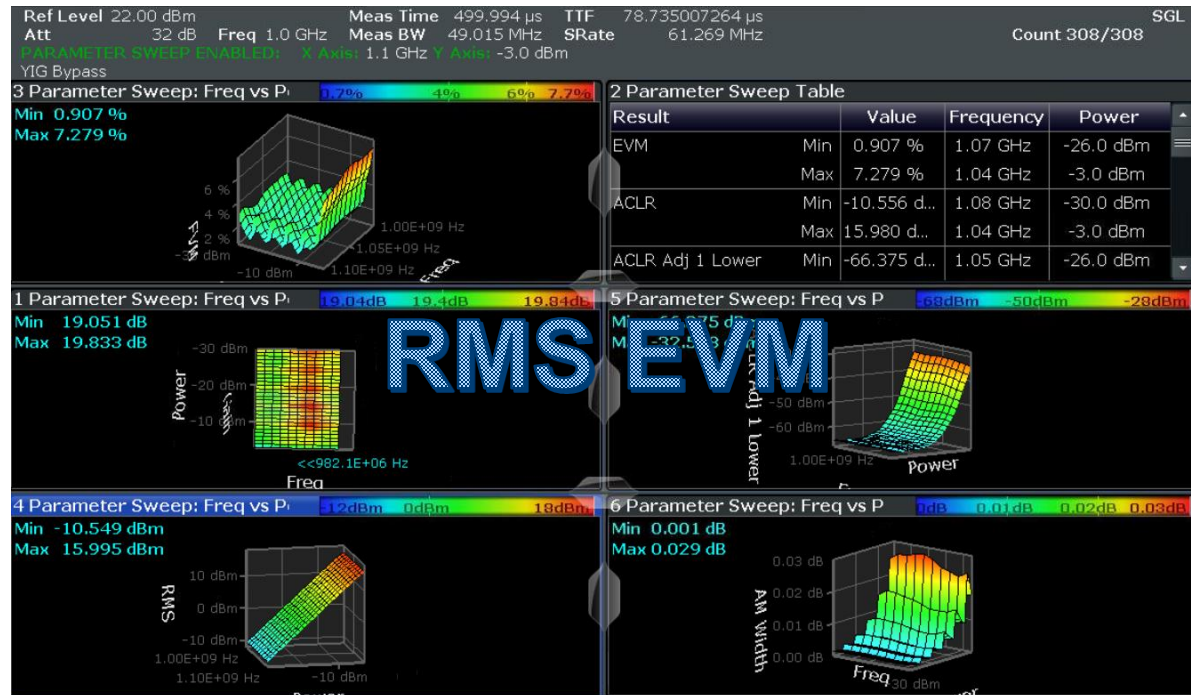 Ref Level 22.00 dBm Meas Time 499.994 µs TTF 78.735007264 µs SGL
Att 32 dB Freq 1.0 GHz Meas BW 49.015 MHz SRate 61.269 MHz Count 308/308
PARAMETER SWEEP ENABLED: X Axis: 1.1 GHz Y Axis: -3.0 dBm
YIG Bypass
3 Parameter Sweep: Freq vs P 0.7% 4% 6% 7.7%
Min 0.907 %
Max 7.279 %
6 %
4 %
2 %
EVM
dBm
-10 dBm
1.00E+09 Hz
1.05E+09 Hz
1.10E+09 Hz
Freq
2 Parameter Sweep Table
Result Value Frequency Power
EVM Min 0.907 % 1.07 GHz -26.0 dBm
Max 7.279 % 1.04 GHz -3.0 dBm
ACLR Min -10.556 d... 1.08 GHz -30.0 dBm
Max 15.980 d... 1.04 GHz -3.0 dBm
ACLR Adj 1 Lower Min -66.375 d... 1.05 GHz -26.0 dBm
1 Parameter Sweep: Freq vs P 19.04dB 19.4dB 19.84dB
Min 19.051 dB
Max 19.833 dB
-30 dBm
-20 dBm
-10
Power
<<982.1E+06 Hz
Freq
RMS EVM
5 Parameter Sweep: Freq vs P -68dBm -50dBm -28dBm
-50 dBm
-60 dBm
Adj 1 Lower
1.00E+09 Hz
Power
4 Parameter Sweep: Freq vs P -12dBm 0dBm 18dBm
Min -10.549 dBm
Max 15.995 dBm
10 dBm
0 dBm
-10 dBm
RMS
1.00E+09 Hz
1.10E+09 Hz
-10 dBm
6 Parameter Sweep: Freq vs P 0dB 0.01dB 0.02dB 0.03dB
Min 0.001 dB
Max 0.029 dB
0.03 dB
0.02 dB
0.01 dB
0.00 dB
AM Width
Freq
30 dBm